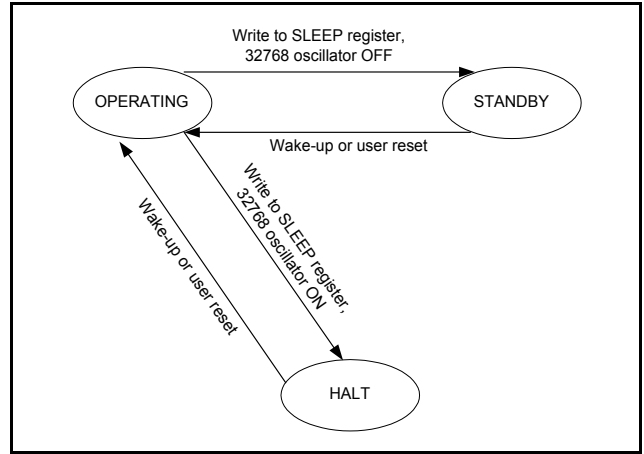 Write to SLEEP register,
32768 oscillator OFF
OPERATING
STANDBY
Wake-up or user reset
Write to SLEEP register,
32768 oscillator ON
Wake-up or user reset
HALT